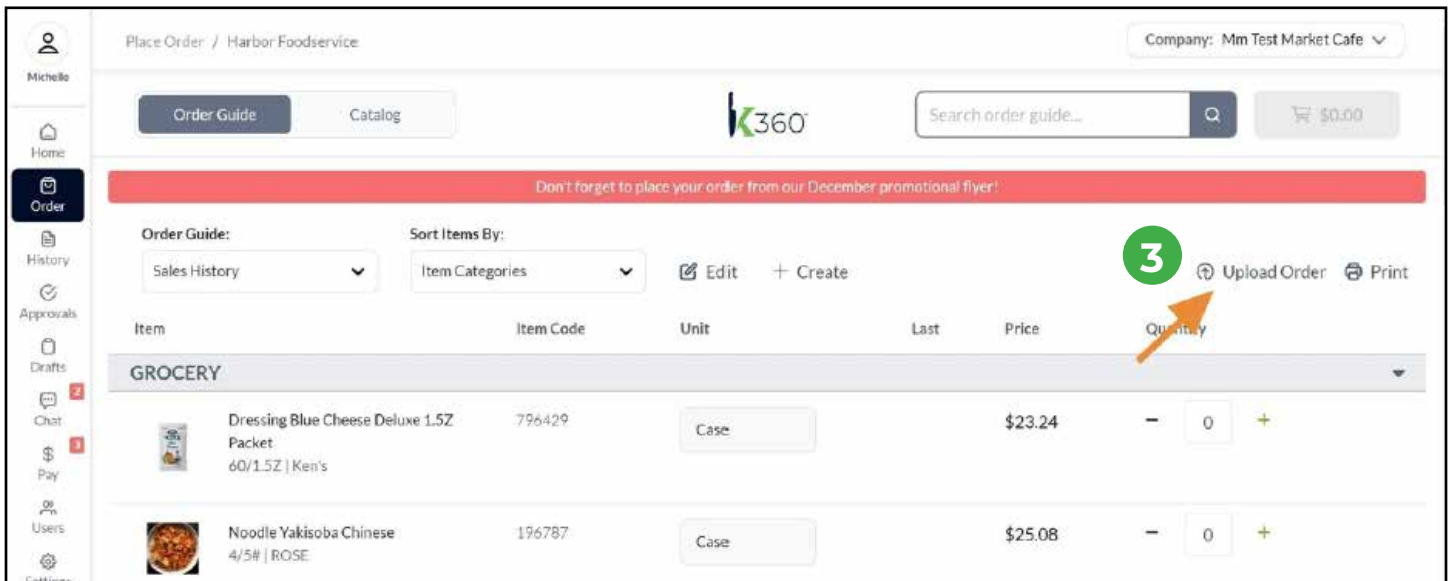 Michelle
Place Order / Harbor Foodservice
Company: Mm Test Market Cafe
Order Guide
Catalog
K360
Search order guide...
$0.00
Home
Order
History
Approvals
Drafts
2
Chat
3
Pay
Users
Settings
Don't forget to place your order from our December promotional flyer!
Order Guide:
Sort Items By:
Sales History
Item Categories
Edit
+ Create
3
Upload Order
Print
Item
Item Code
Unit
Last
Price
Quantity
GROCERY
Dressing Blue Cheese Deluxe 1.5Z
Packet
60/1.5Z | Ken's
796429
Case
$23.24
− 0 +
Noodle Yakisoba Chinese
4/5# | ROSE
196787
Case
$25.08
− 0 +